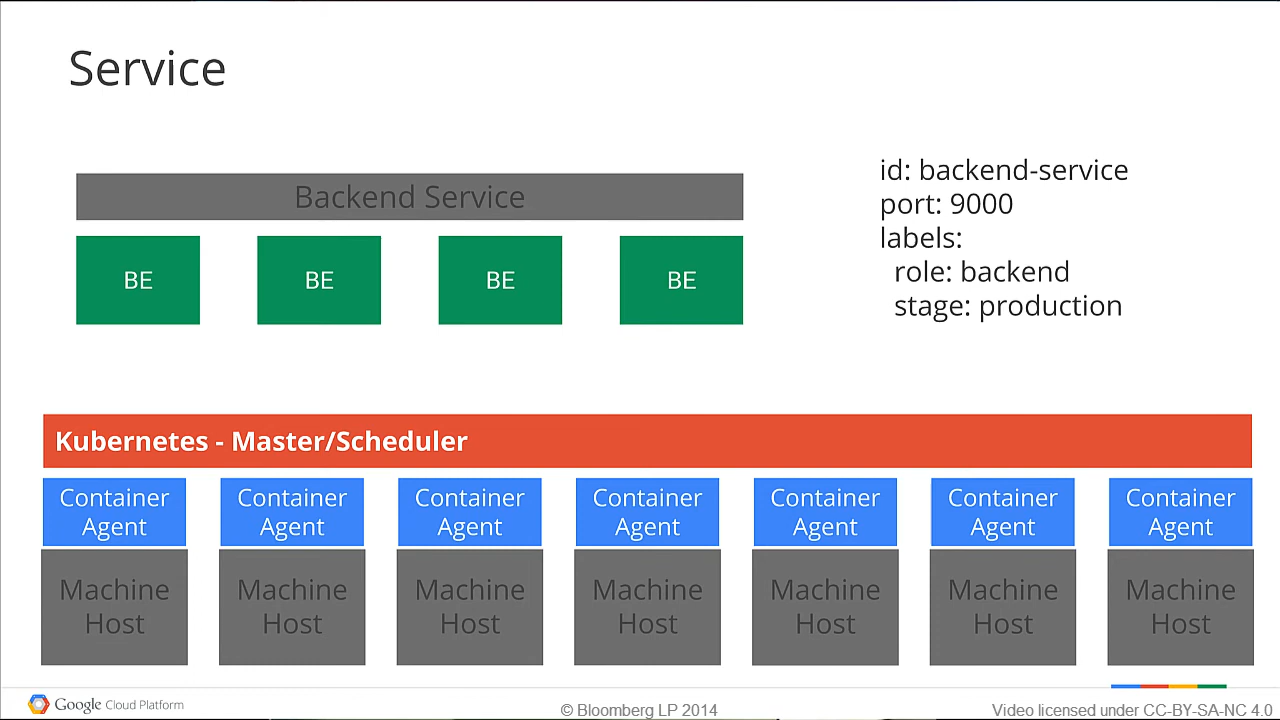 Service
Backend Service
BE BE BE BE
id: backend-service
port: 9000
labels:
role: backend
stage: production
Kubernetes - Master/Scheduler
Container Agent
Container Agent
Container Agent
Container Agent
Container Agent
Container Agent
Container Agent
Machine Host
Machine Host
Machine Host
Machine Host
Machine Host
Machine Host
Machine Host
Google Cloud Platform
© Bloomberg LP 2014
Video licensed under CC-BY-SA-NC 4.0